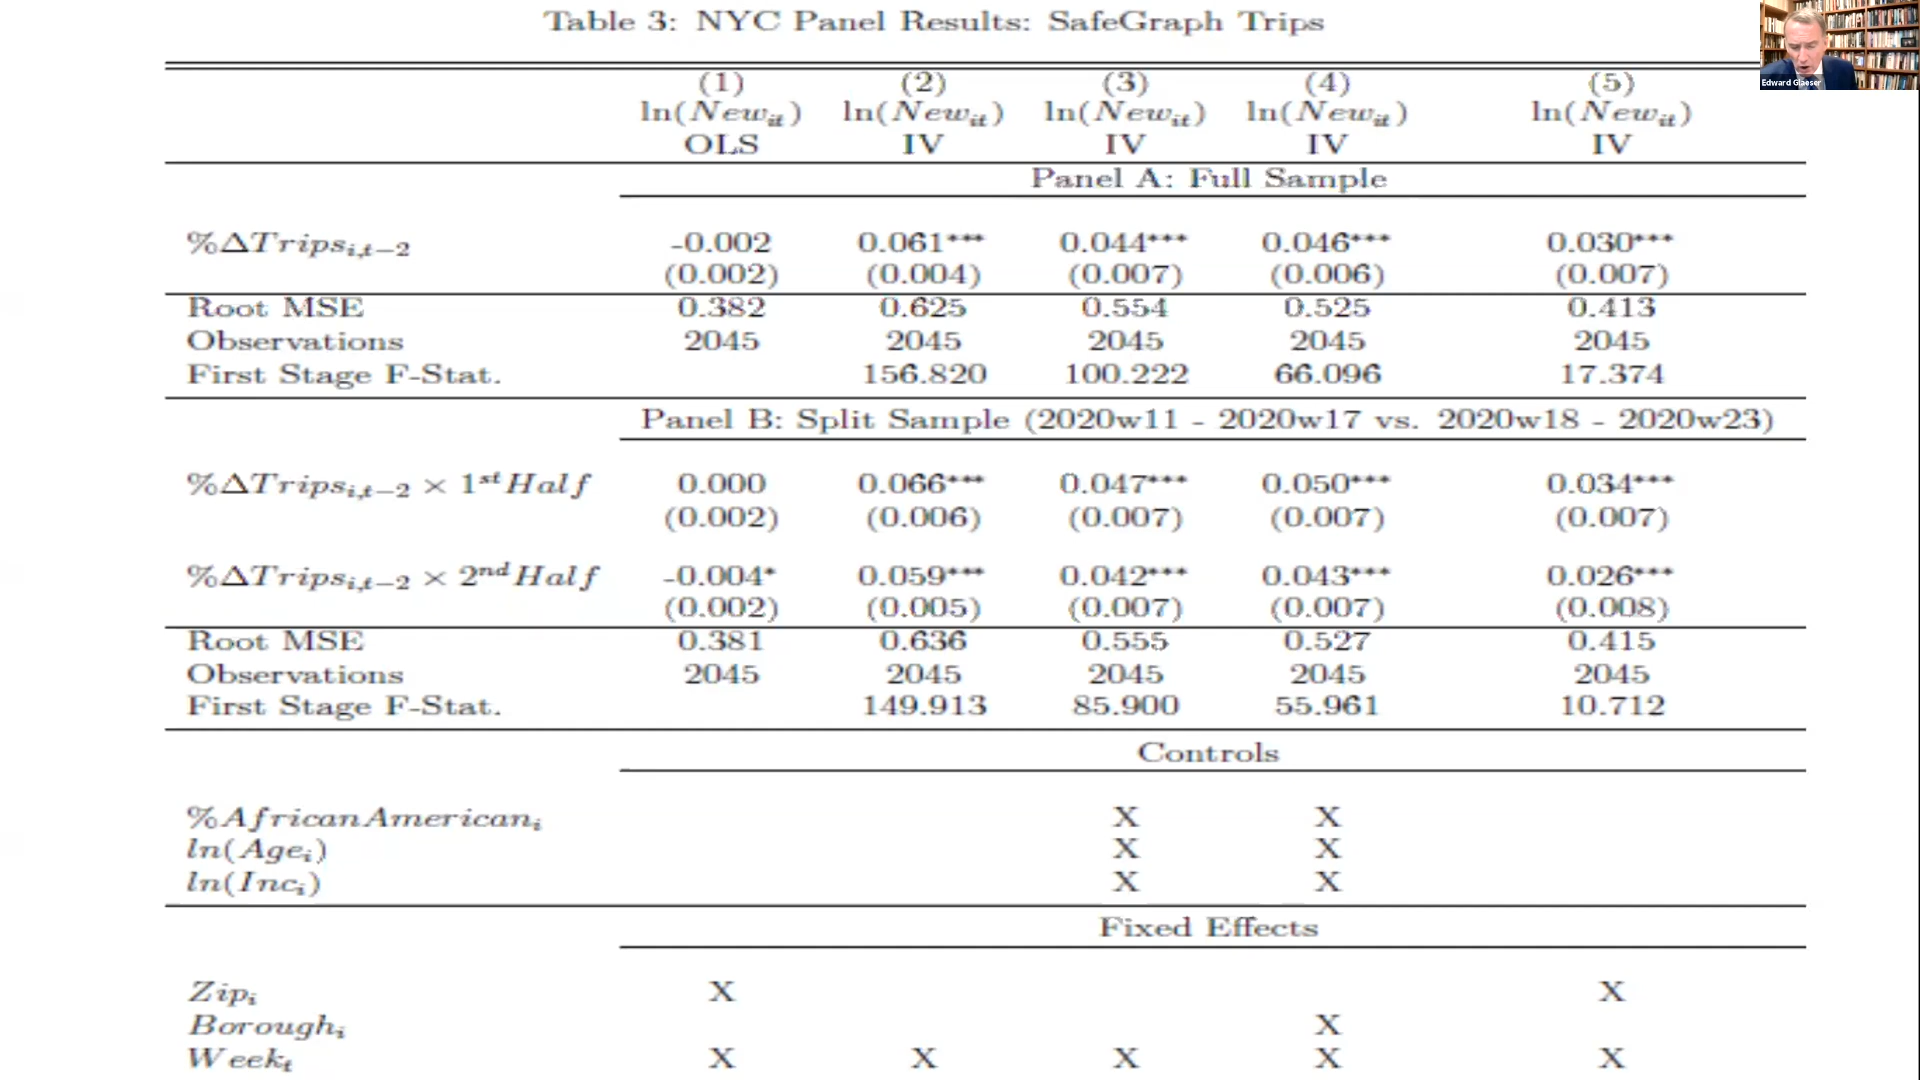 Table 3: NYC Panel Results: SafeGraph Trips
Edward Glaeser
(1) (2) (3) (4) (5)
ln(New_it) ln(New_it) ln(New_it) ln(New_it) ln(New_it)
OLS IV IV IV IV
Panel A: Full Sample
%ΔTrips_i,t−2 -0.002 0.061*** 0.044*** 0.046*** 0.030***
(0.002) (0.004) (0.007) (0.006) (0.007)
Root MSE 0.382 0.625 0.554 0.525 0.413
Observations 2045 2045 2045 2045 2045
First Stage F-Stat. 156.820 100.222 66.096 17.374
Panel B: Split Sample (2020w11 - 2020w17 vs. 2020w18 - 2020w23)
%ΔTrips_i,t−2 × 1^st Half 0.000 0.066*** 0.047*** 0.050*** 0.034***
(0.002) (0.006) (0.007) (0.007) (0.007)
%ΔTrips_i,t−2 × 2^nd Half -0.004* 0.059*** 0.042*** 0.043*** 0.026***
(0.002) (0.005) (0.007) (0.007) (0.008)
Root MSE 0.381 0.636 0.555 0.527 0.415
Observations 2045 2045 2045 2045 2045
First Stage F-Stat. 149.913 85.900 55.961 10.712
Controls
%AfricanAmerican_i X X
ln(Age_i) X X
ln(Inc_i) X X
Fixed Effects
Zip_i X X
Borough_i X
Week_t X X X X X